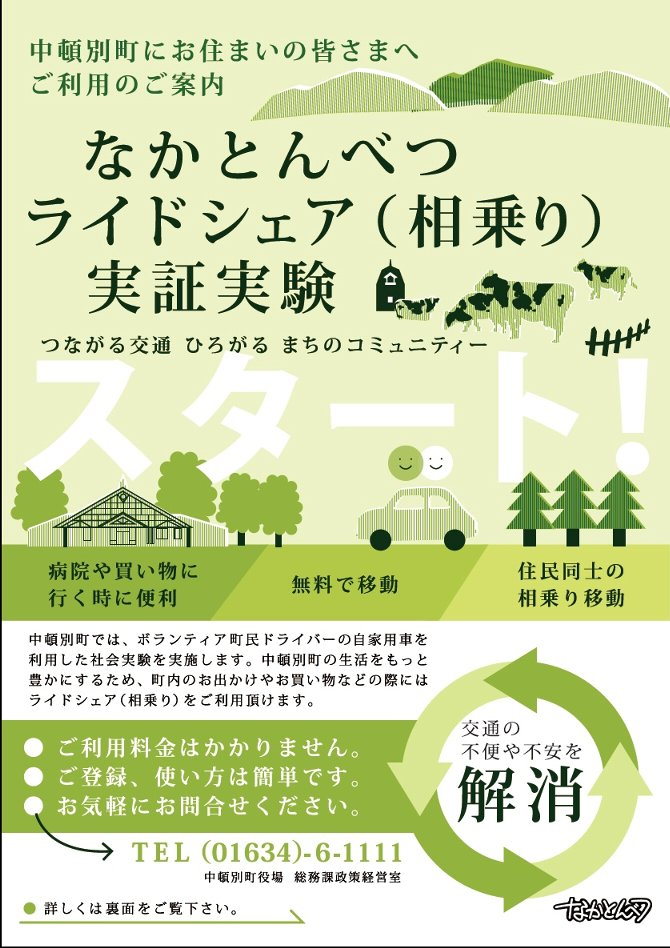 中頓別町にお住まいの皆さまへ
ご利用のご案内
なかとんべつ
ライドシェア（相乗り）
実証実験
つながる交通 ひろがる まちのコミュニティー
スタート！
病院や買い物に
行く時に便利
無料で移動
住民同士の
相乗り移動
中頓別町では、ボランティア町民ドライバーの自家用車を
利用した社会実験を実施します。中頓別町の生活をもっと
豊かにするため、町内のお出かけやお買い物などの際には
ライドシェア（相乗り）をご利用頂けます。
● ご利用料金はかかりません。
● ご登録、使い方は簡単です。
● お気軽にお問合せください。
TEL (01634)-6-1111
中頓別町役場 総務課政策経営室
交通の
不便や不安を
解消
● 詳しくは裏面をご覧下さい。
なかとんべつ